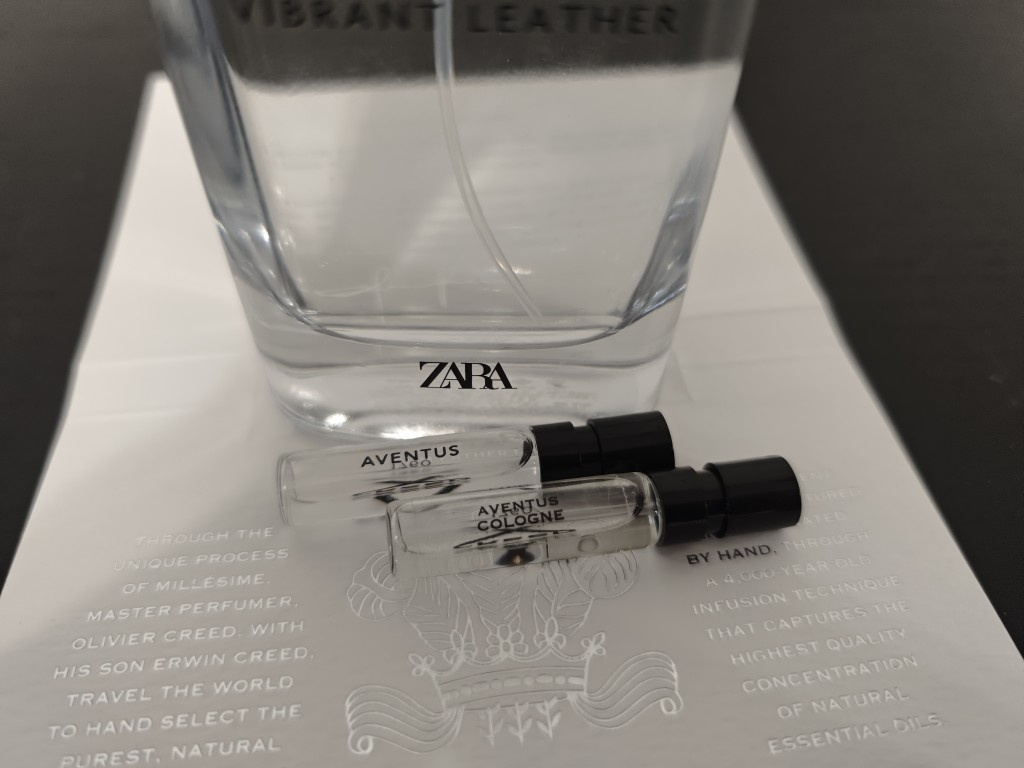 VIBRANT LEATHER
ZARA
AVENTUS
AVENTUS
COLOGNE
THROUGH THE
UNIQUE PROCESS
OF MILLÉSIME.
MASTER PERFUMER,
OLIVIER CREED, WITH
HIS SON ERWIN CREED,
TRAVEL THE WORLD
TO HAND SELECT THE
PUREST, NATURAL
BY HAND, THROUGH
A 4,000-YEAR OLD
INFUSION TECHNIQUE
THAT CAPTURES THE
HIGHEST QUALITY
CONCENTRATION
OF NATURAL
ESSENTIAL OILS.